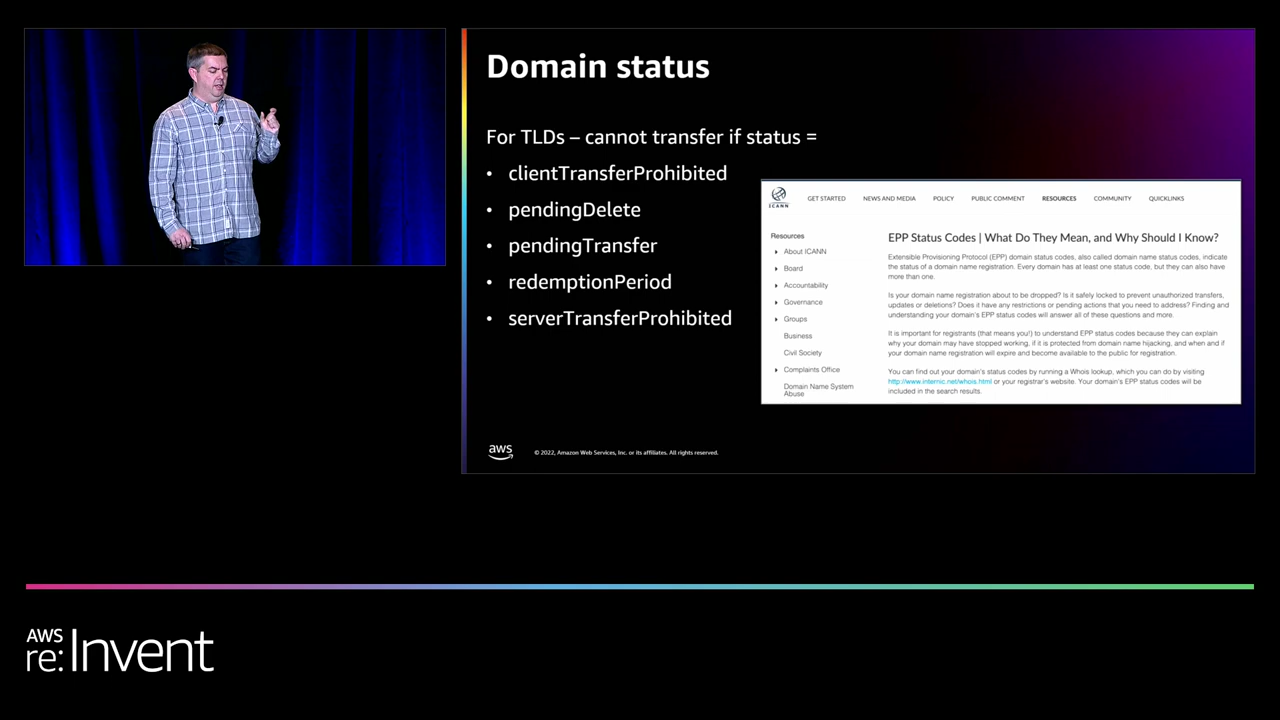 Domain status
For TLDs – cannot transfer if status =
• clientTransferProhibited
• pendingDelete
• pendingTransfer
• redemptionPeriod
• serverTransferProhibited
ICANN
GET STARTED NEWS AND MEDIA POLICY PUBLIC COMMENT RESOURCES COMMUNITY QUICKLINKS
Resources
About ICANN
Board
Accountability
Governance
Groups
Business
Civil Society
Complaints Office
Domain Name System
Abuse
EPP Status Codes | What Do They Mean, and Why Should I Know?
Extensible Provisioning Protocol (EPP) domain status codes, also called domain name status codes, indicate
the status of a domain name registration. Every domain has at least one status code, but they can also have
more than one.
Is your domain name registration about to be dropped? Is it safely locked to prevent unauthorized transfers,
updates or deletions? Does it have any restrictions or pending actions that you need to address? Finding and
understanding your domain's EPP status codes will answer all of these questions and more.
It is important for registrants (that means you!) to understand EPP status codes because they can explain
why your domain may have stopped working, if it is protected from domain name hijacking, and when and if
your domain name registration will expire and become available to the public for registration.
You can find out your domain's status codes by running a Whois lookup, which you can do by visiting
http://www.internic.net/whois.html or your registrar's website. Your domain's EPP status codes will be
included in the search results.
aws
© 2022, Amazon Web Services, Inc. or its affiliates. All rights reserved.
AWS
re:Invent